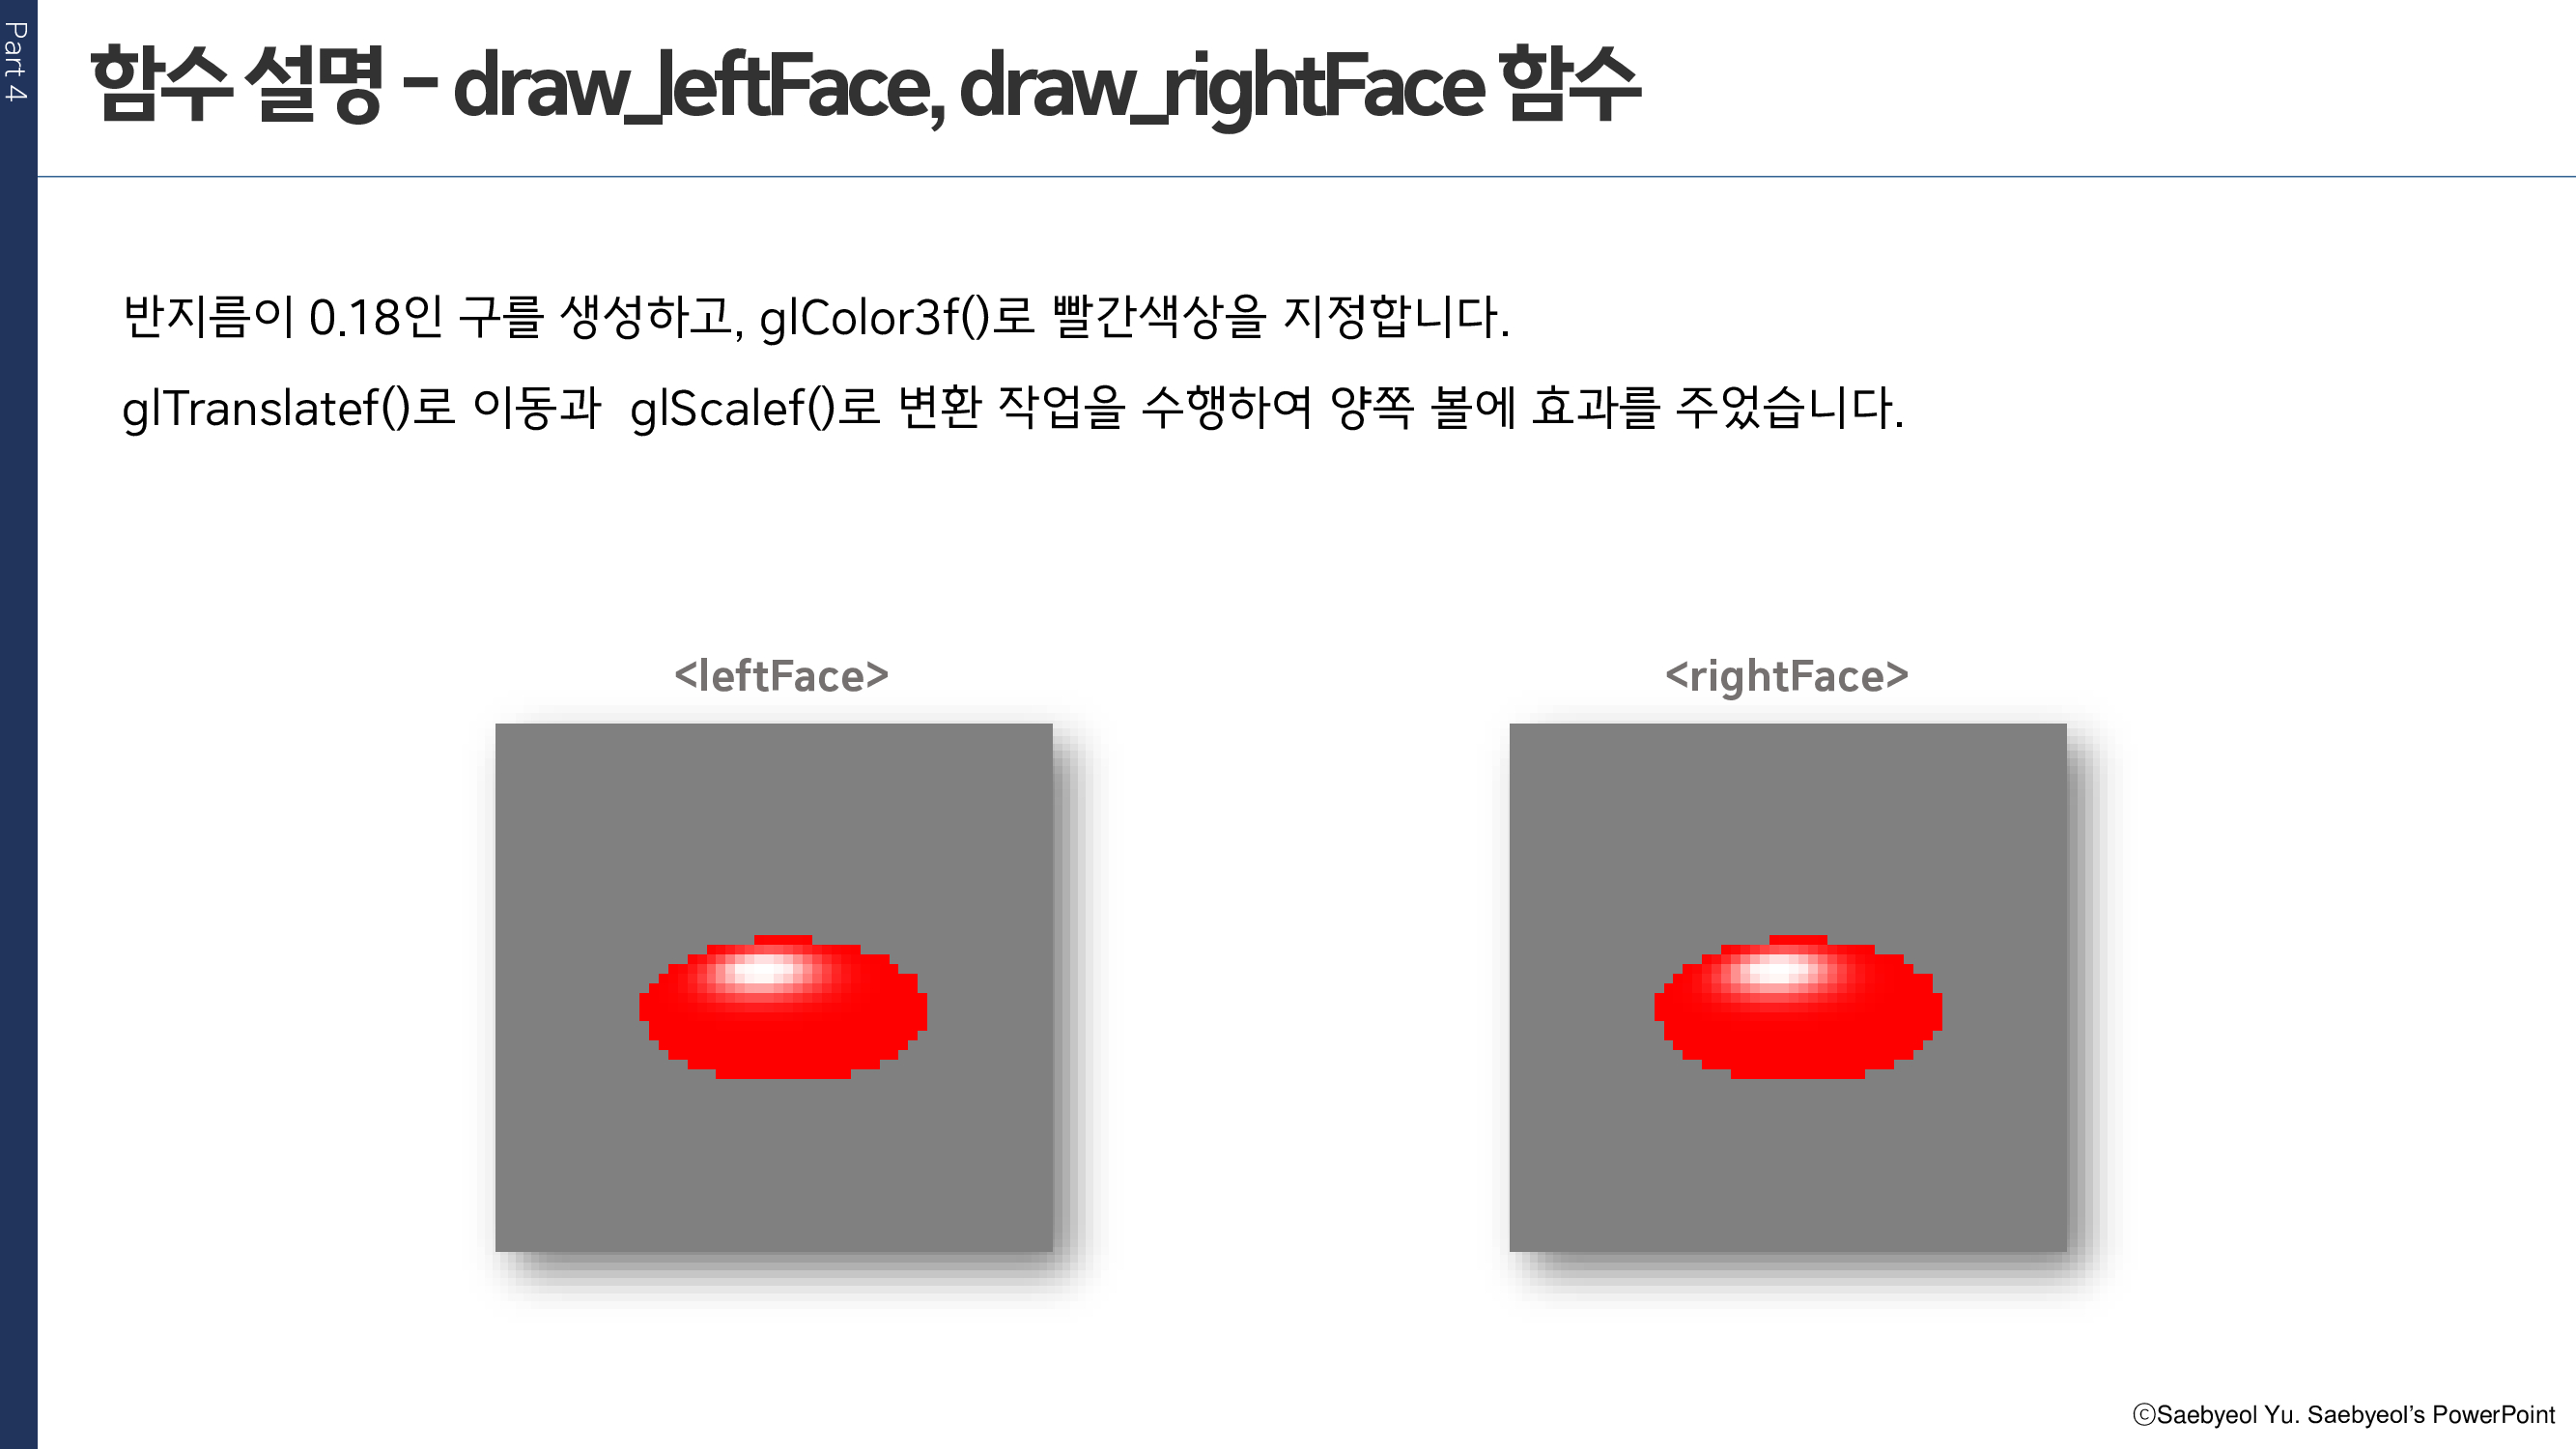 Part 4
함수 설명 - draw_leftFace, draw_rightFace 함수
반지름이 0.18인 구를 생성하고, glColor3f()로 빨간색상을 지정합니다.
glTranslatef()로 이동과  glScalef()로 변환 작업을 수행하여 양쪽 볼에 효과를 주었습니다.
<leftFace>
<rightFace>
ⓒSaebyeol Yu. Saebyeol’s PowerPoint